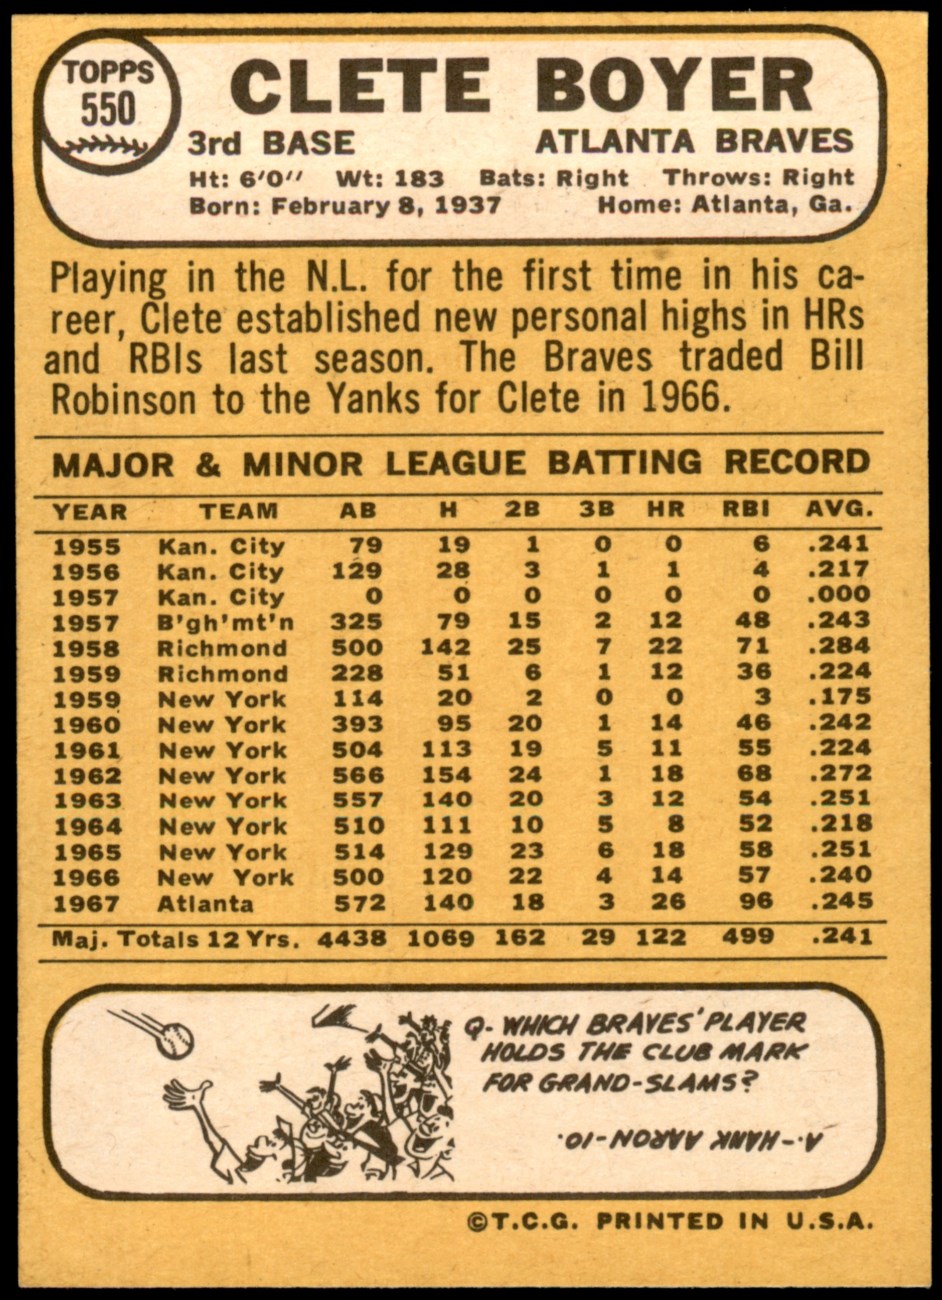 TOPPS
550
CLETE BOYER
3rd BASE ATLANTA BRAVES
Ht: 6'0" Wt: 183 Bats: Right Throws: Right
Born: February 8, 1937 Home: Atlanta, Ga.
Playing in the N.L. for the first time in his ca-
reer, Clete established new personal highs in HRs
and RBIs last season. The Braves traded Bill
Robinson to the Yanks for Clete in 1966.
MAJOR & MINOR LEAGUE BATTING RECORD
YEAR TEAM AB H 2B 3B HR RBI AVG.
1955 Kan. City 79 19 1 0 0 6 .241
1956 Kan. City 129 28 3 1 1 4 .217
1957 Kan. City 0 0 0 0 0 0 .000
1957 B'gh'mt'n 325 79 15 2 12 48 .243
1958 Richmond 500 142 25 7 22 71 .284
1959 Richmond 228 51 6 1 12 36 .224
1959 New York 114 20 2 0 0 3 .175
1960 New York 393 95 20 1 14 46 .242
1961 New York 504 113 19 5 11 55 .224
1962 New York 566 154 24 1 18 68 .272
1963 New York 557 140 20 3 12 54 .251
1964 New York 510 111 10 5 8 52 .218
1965 New York 514 129 23 6 18 58 .251
1966 New York 500 120 22 4 14 57 .240
1967 Atlanta 572 140 18 3 26 96 .245
Maj. Totals 12 Yrs. 4438 1069 162 29 122 499 .241
Q- WHICH BRAVES' PLAYER
HOLDS THE CLUB MARK
FOR GRAND-SLAMS?
A.- HANK AARON-10.
©T.C.G. PRINTED IN U.S.A.